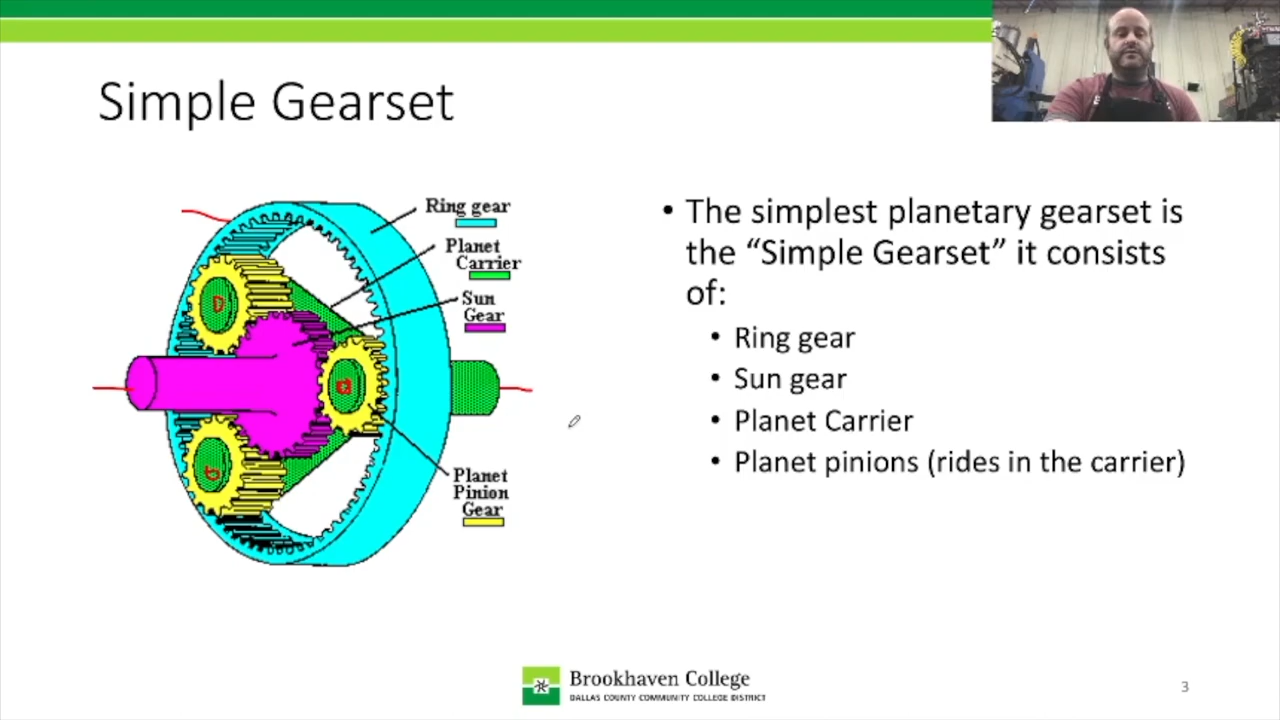 Simple Gearset
Ring gear
Planet
Carrier
Sun
Gear
Planet
Pinion
Gear
• The simplest planetary gearset is
the “Simple Gearset” it consists
of:
• Ring gear
• Sun gear
• Planet Carrier
• Planet pinions (rides in the carrier)
Brookhaven College
DALLAS COUNTY COMMUNITY COLLEGE DISTRICT
3